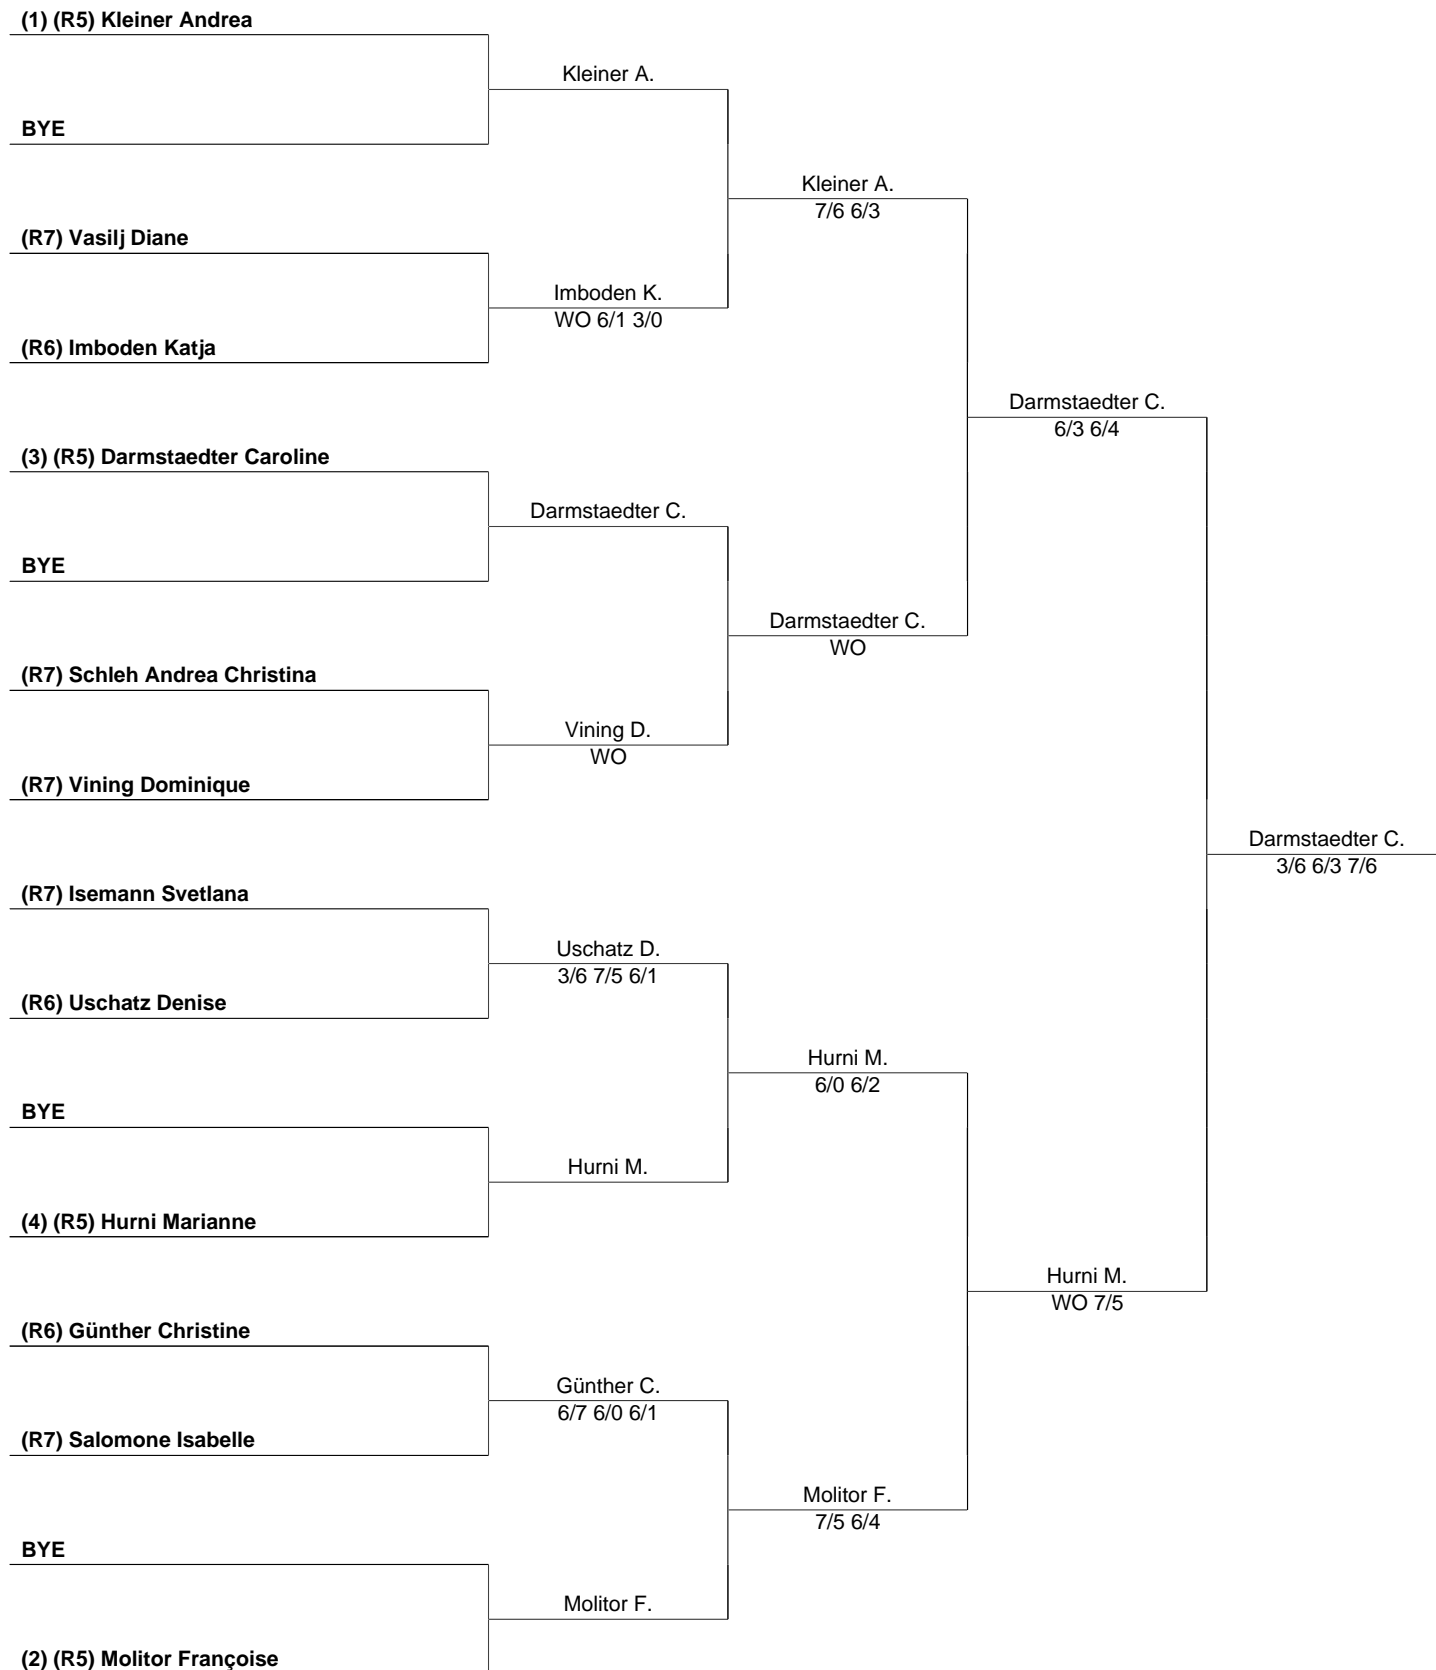 (1) (R5) Kleiner Andrea
Kleiner A.
BYE
Kleiner A.
7/6 6/3
(R7) Vasilj Diane
Imboden K.
WO 6/1 3/0
(R6) Imboden Katja
Darmstaedter C.
6/3 6/4
(3) (R5) Darmstaedter Caroline
Darmstaedter C.
BYE
Darmstaedter C.
WO
(R7) Schleh Andrea Christina
Vining D.
WO
(R7) Vining Dominique
Darmstaedter C.
3/6 6/3 7/6
(R7) Isemann Svetlana
Uschatz D.
3/6 7/5 6/1
(R6) Uschatz Denise
Hurni M.
6/0 6/2
BYE
Hurni M.
(4) (R5) Hurni Marianne
Hurni M.
WO 7/5
(R6) Günther Christine
Günther C.
6/7 6/0 6/1
(R7) Salomone Isabelle
Molitor F.
7/5 6/4
BYE
Molitor F.
(2) (R5) Molitor Françoise